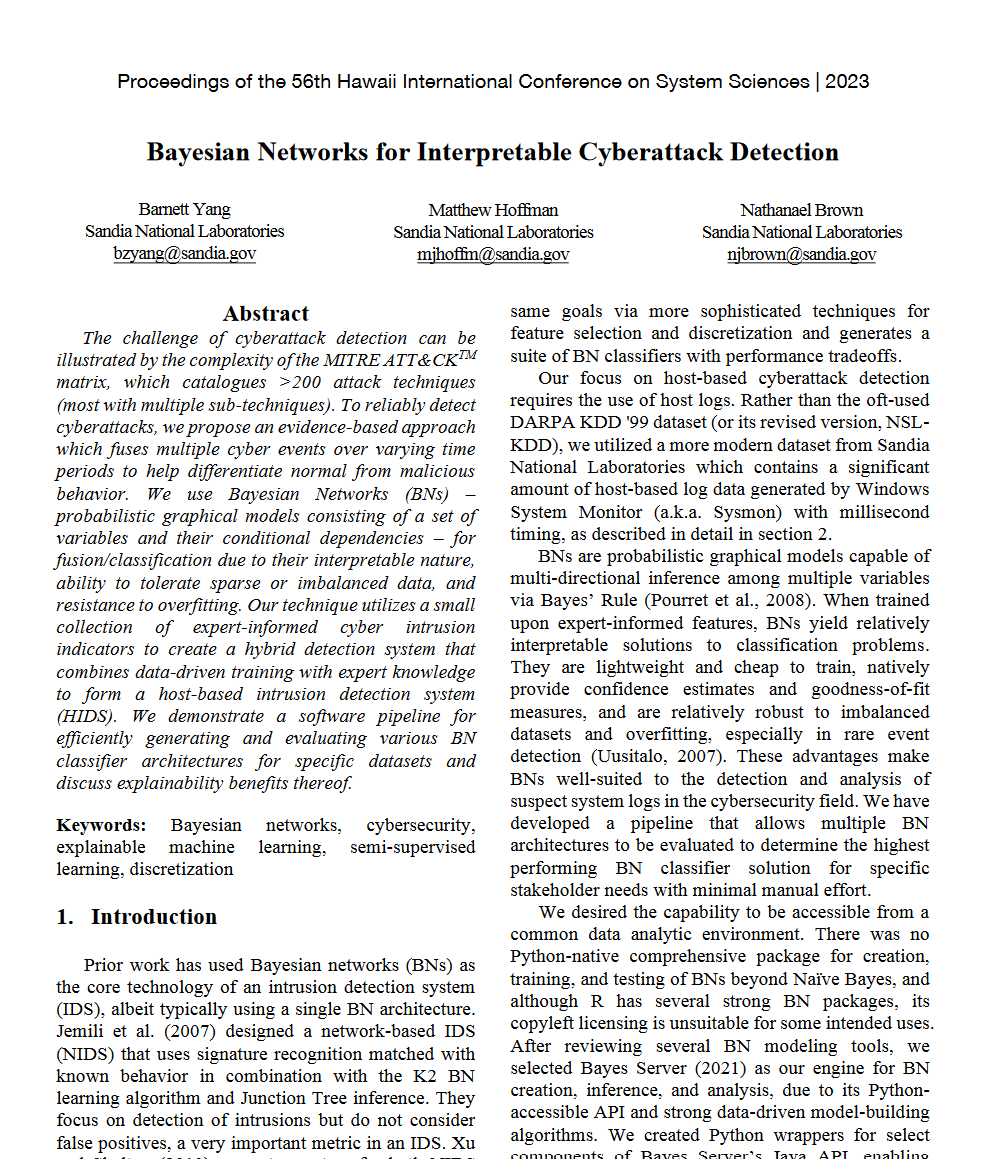 Proceedings of the 56th Hawaii International Conference on System Sciences | 2023
Bayesian Networks for Interpretable Cyberattack Detection
Barnett Yang
Sandia National Laboratories
bzyang@sandia.gov
Matthew Hoffman
Sandia National Laboratories
mjhoffm@sandia.gov
Nathanael Brown
Sandia National Laboratories
njbrown@sandia.gov
Abstract
The challenge of cyberattack detection can be
illustrated by the complexity of the MITRE ATT&CK™
matrix, which catalogues >200 attack techniques
(most with multiple sub-techniques). To reliably detect
cyberattacks, we propose an evidence-based approach
which fuses multiple cyber events over varying time
periods to help differentiate normal from malicious
behavior. We use Bayesian Networks (BNs) –
probabilistic graphical models consisting of a set of
variables and their conditional dependencies – for
fusion/classification due to their interpretable nature,
ability to tolerate sparse or imbalanced data, and
resistance to overfitting. Our technique utilizes a small
collection of expert-informed cyber intrusion
indicators to create a hybrid detection system that
combines data-driven training with expert knowledge
to form a host-based intrusion detection system
(HIDS). We demonstrate a software pipeline for
efficiently generating and evaluating various BN
classifier architectures for specific datasets and
discuss explainability benefits thereof.
Keywords: Bayesian networks, cybersecurity,
explainable machine learning, semi-supervised
learning, discretization
1. Introduction
Prior work has used Bayesian networks (BNs) as
the core technology of an intrusion detection system
(IDS), albeit typically using a single BN architecture.
Jemili et al. (2007) designed a network-based IDS
(NIDS) that uses signature recognition matched with
known behavior in combination with the K2 BN
learning algorithm and Junction Tree inference. They
focus on detection of intrusions but do not consider
false positives, a very important metric in an IDS. Xu
same goals via more sophisticated techniques for
feature selection and discretization and generates a
suite of BN classifiers with performance tradeoffs.
Our focus on host-based cyberattack detection
requires the use of host logs. Rather than the oft-used
DARPA KDD '99 dataset (or its revised version, NSL-
KDD), we utilized a more modern dataset from Sandia
National Laboratories which contains a significant
amount of host-based log data generated by Windows
System Monitor (a.k.a. Sysmon) with millisecond
timing, as described in detail in section 2.
BNs are probabilistic graphical models capable of
multi-directional inference among multiple variables
via Bayes’ Rule (Pourret et al., 2008). When trained
upon expert-informed features, BNs yield relatively
interpretable solutions to classification problems.
They are lightweight and cheap to train, natively
provide confidence estimates and goodness-of-fit
measures, and are relatively robust to imbalanced
datasets and overfitting, especially in rare event
detection (Uusitalo, 2007). These advantages make
BNs well-suited to the detection and analysis of
suspect system logs in the cybersecurity field. We have
developed a pipeline that allows multiple BN
architectures to be evaluated to determine the highest
performing BN classifier solution for specific
stakeholder needs with minimal manual effort.
We desired the capability to be accessible from a
common data analytic environment. There was no
Python-native comprehensive package for creation,
training, and testing of BNs beyond Naïve Bayes, and
although R has several strong BN packages, its
copyleft licensing is unsuitable for some intended uses.
After reviewing several BN modeling tools, we
selected Bayes Server (2021) as our engine for BN
creation, inference, and analysis, due to its Python-
accessible API and strong data-driven model-building
algorithms. We created Python wrappers for select
components of Bayes Server’s Java API, enabling